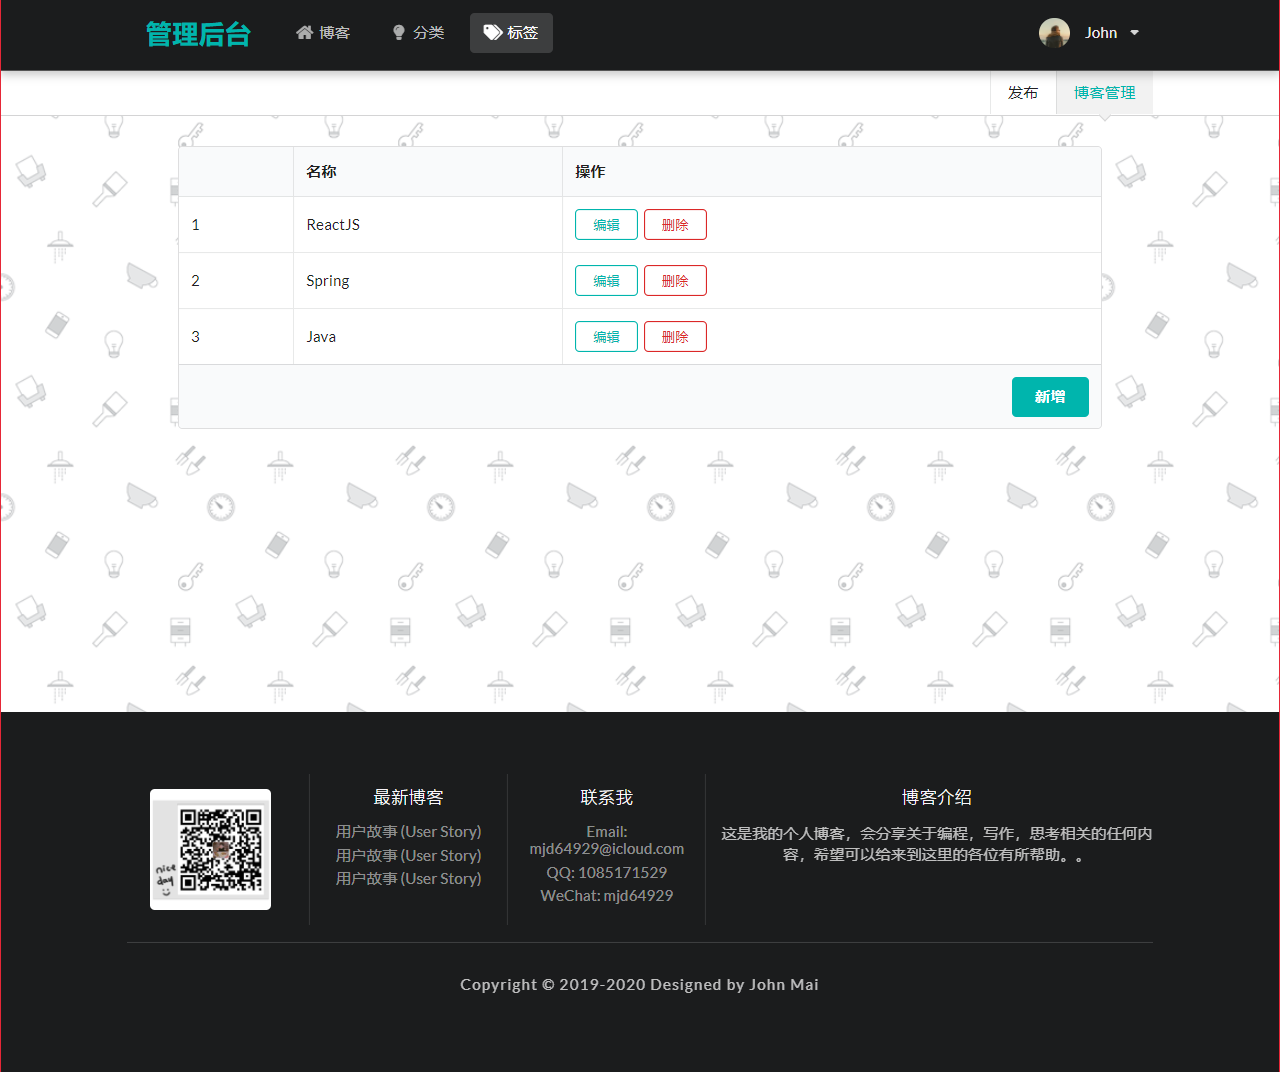 管理后台 博客 分类 标签 John
发布 博客管理
名称 操作
1 ReactJS 编辑 删除
2 Spring 编辑 删除
3 Java 编辑 删除
新增
nice
day
最新博客
用户故事 (User Story)
用户故事 (User Story)
用户故事 (User Story)
联系我
Email:
mjd64929@icloud.com
QQ: 1085171529
WeChat: mjd64929
博客介绍
这是我的个人博客，会分享关于编程，写作，思考相关的任何内
容，希望可以给来到这里的各位有所帮助。。
Copyright © 2019-2020 Designed by John Mai